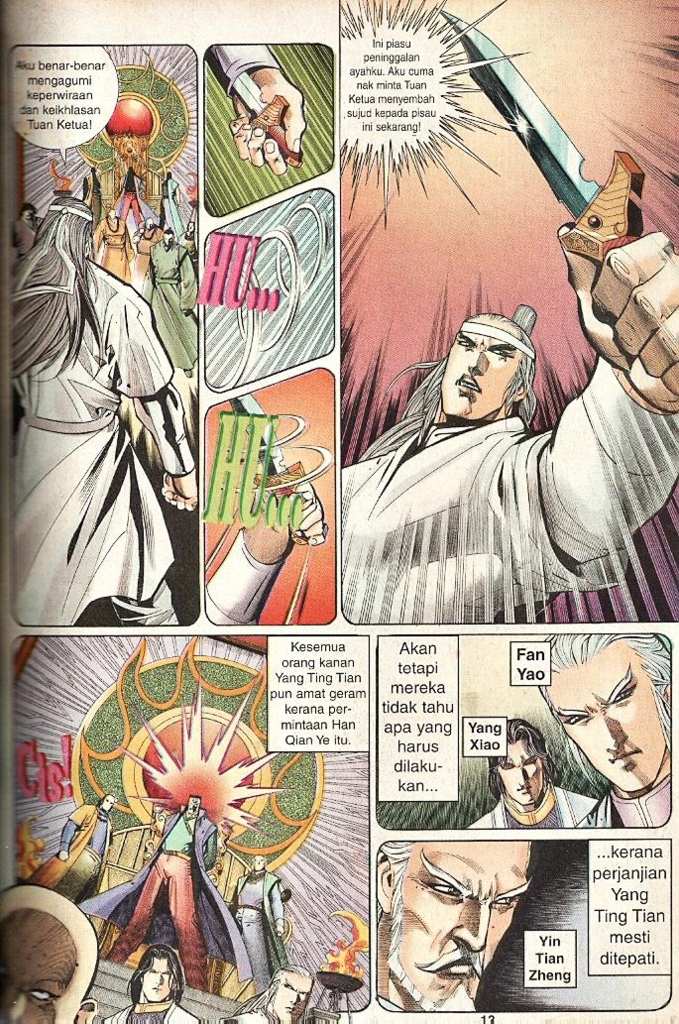 Aku benar-benar
mengagumi
keperwiraan
dan keikhlasan
Tuan Ketua!
HU...
HU...
Ini piasu
peninggalan
ayahku. Aku cuma
nak minta Tuan
Ketua menyembah
sujud kepada pisau
ini sekarang!
Cis!
Kesemua
orang kanan
Yang Ting Tian
pun amat geram
kerana per-
mintaan Han
Qian Ye itu.
Akan
tetapi
mereka
tidak tahu
apa yang
harus
dilaku-
kan...
Fan
Yao
Yang
Xiao
...kerana
perjanjian
Yang
Ting Tian
mesti
ditepati.
Yin
Tian
Zheng
13